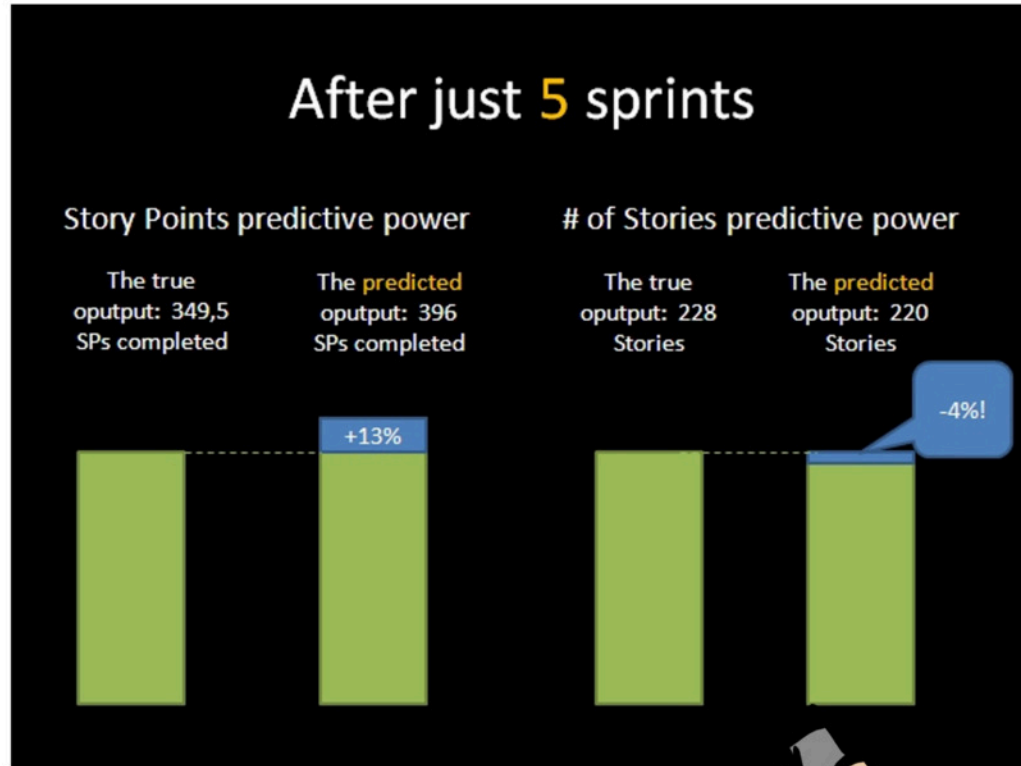 After just 5 sprints
Story Points predictive power
The true
oputput: 349,5
SPs completed
The predicted
oputput: 396
SPs completed
+13%
# of Stories predictive power
The true
oputput: 228
Stories
The predicted
oputput: 220
Stories
-4%!